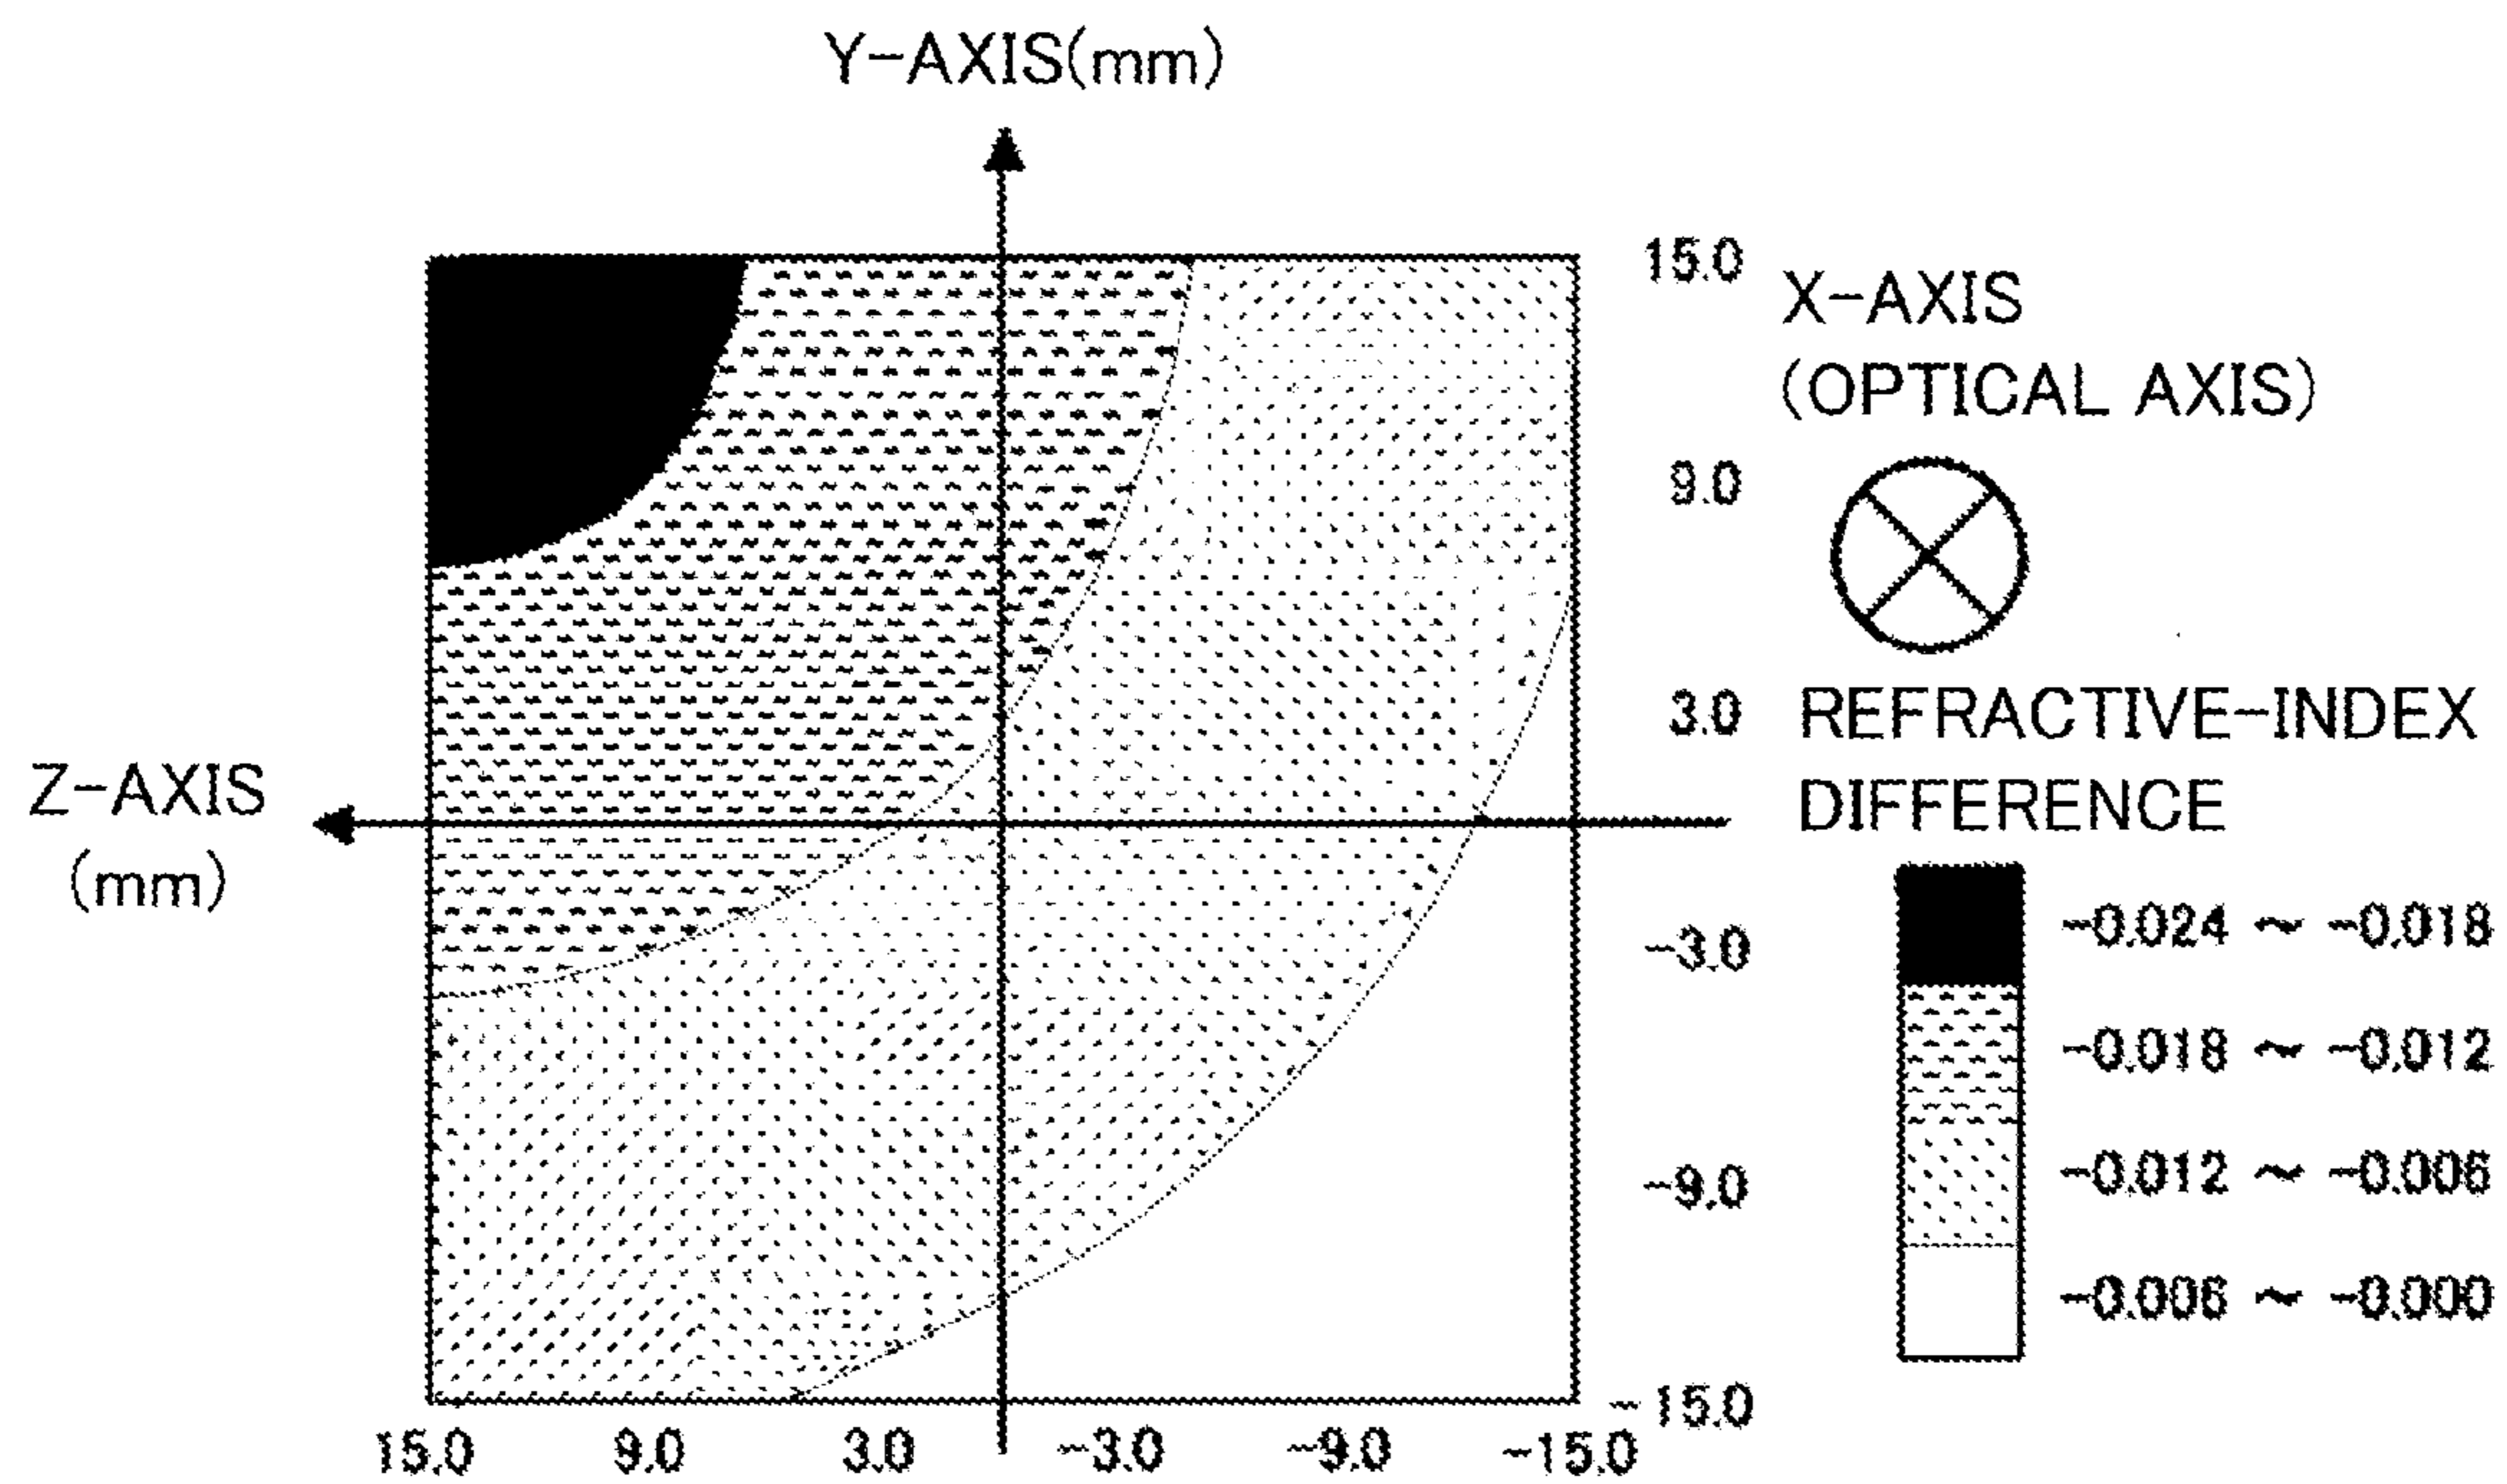 Y-AXIS(mm)
15.0
9.0
3.0
-3.0
-9.0
-15.0
X-AXIS
(OPTICAL AXIS)
Z-AXIS
(mm)
REFRACTIVE-INDEX
DIFFERENCE
-0.024 ~ -0.018
-0.018 ~ -0.012
-0.012 ~ -0.006
-0.006 ~ -0.000
15.0 9.0 3.0 -3.0 -9.0 -15.0